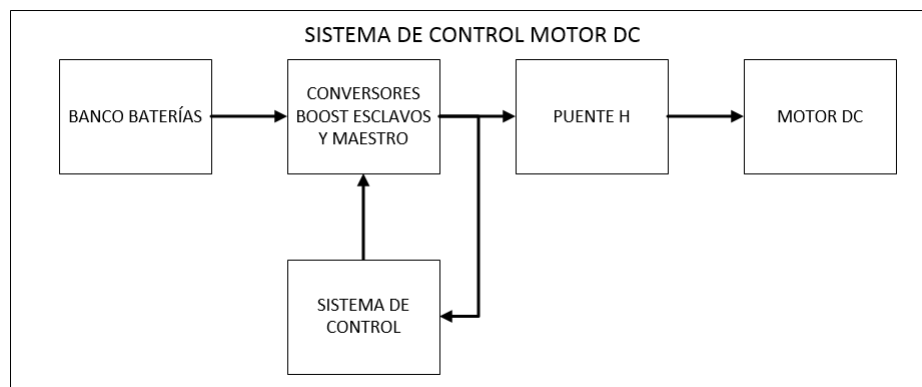 SISTEMA DE CONTROL MOTOR DC
BANCO BATERÍAS
CONVERSORES
BOOST ESCLAVOS
Y MAESTRO
PUENTE H
MOTOR DC
SISTEMA DE
CONTROL